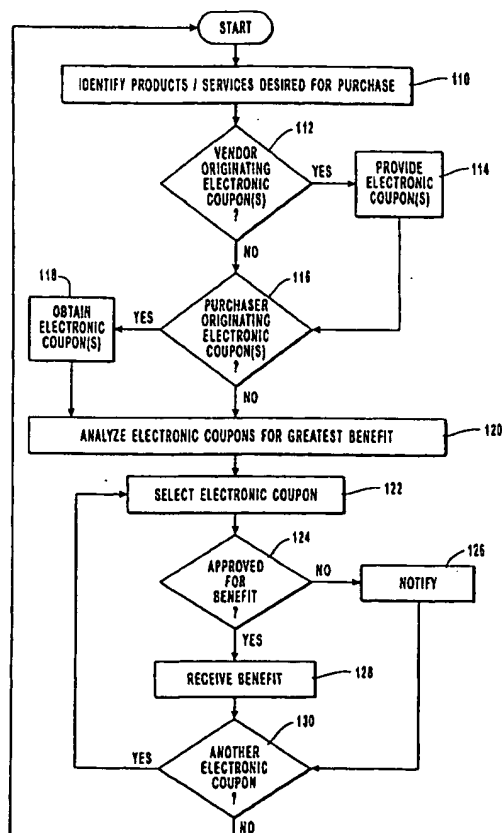 START
IDENTIFY PRODUCTS / SERVICES DESIRED FOR PURCHASE
110
112
VENDOR
ORIGINATING
ELECTRONIC
COUPON(S)
?
YES
PROVIDE
ELECTRONIC
COUPON(S)
114
NO
116
118
OBTAIN
ELECTRONIC
COUPON(S)
YES
PURCHASER
ORIGINATING
ELECTRONIC
COUPON(S)
?
NO
ANALYZE ELECTRONIC COUPONS FOR GREATEST BENEFIT
120
SELECT ELECTRONIC COUPON
122
124
APPROVED
FOR
BENEFIT
?
NO
126
NOTIFY
YES
RECEIVE BENEFIT
128
130
YES
ANOTHER
ELECTRONIC
COUPON
?
NO